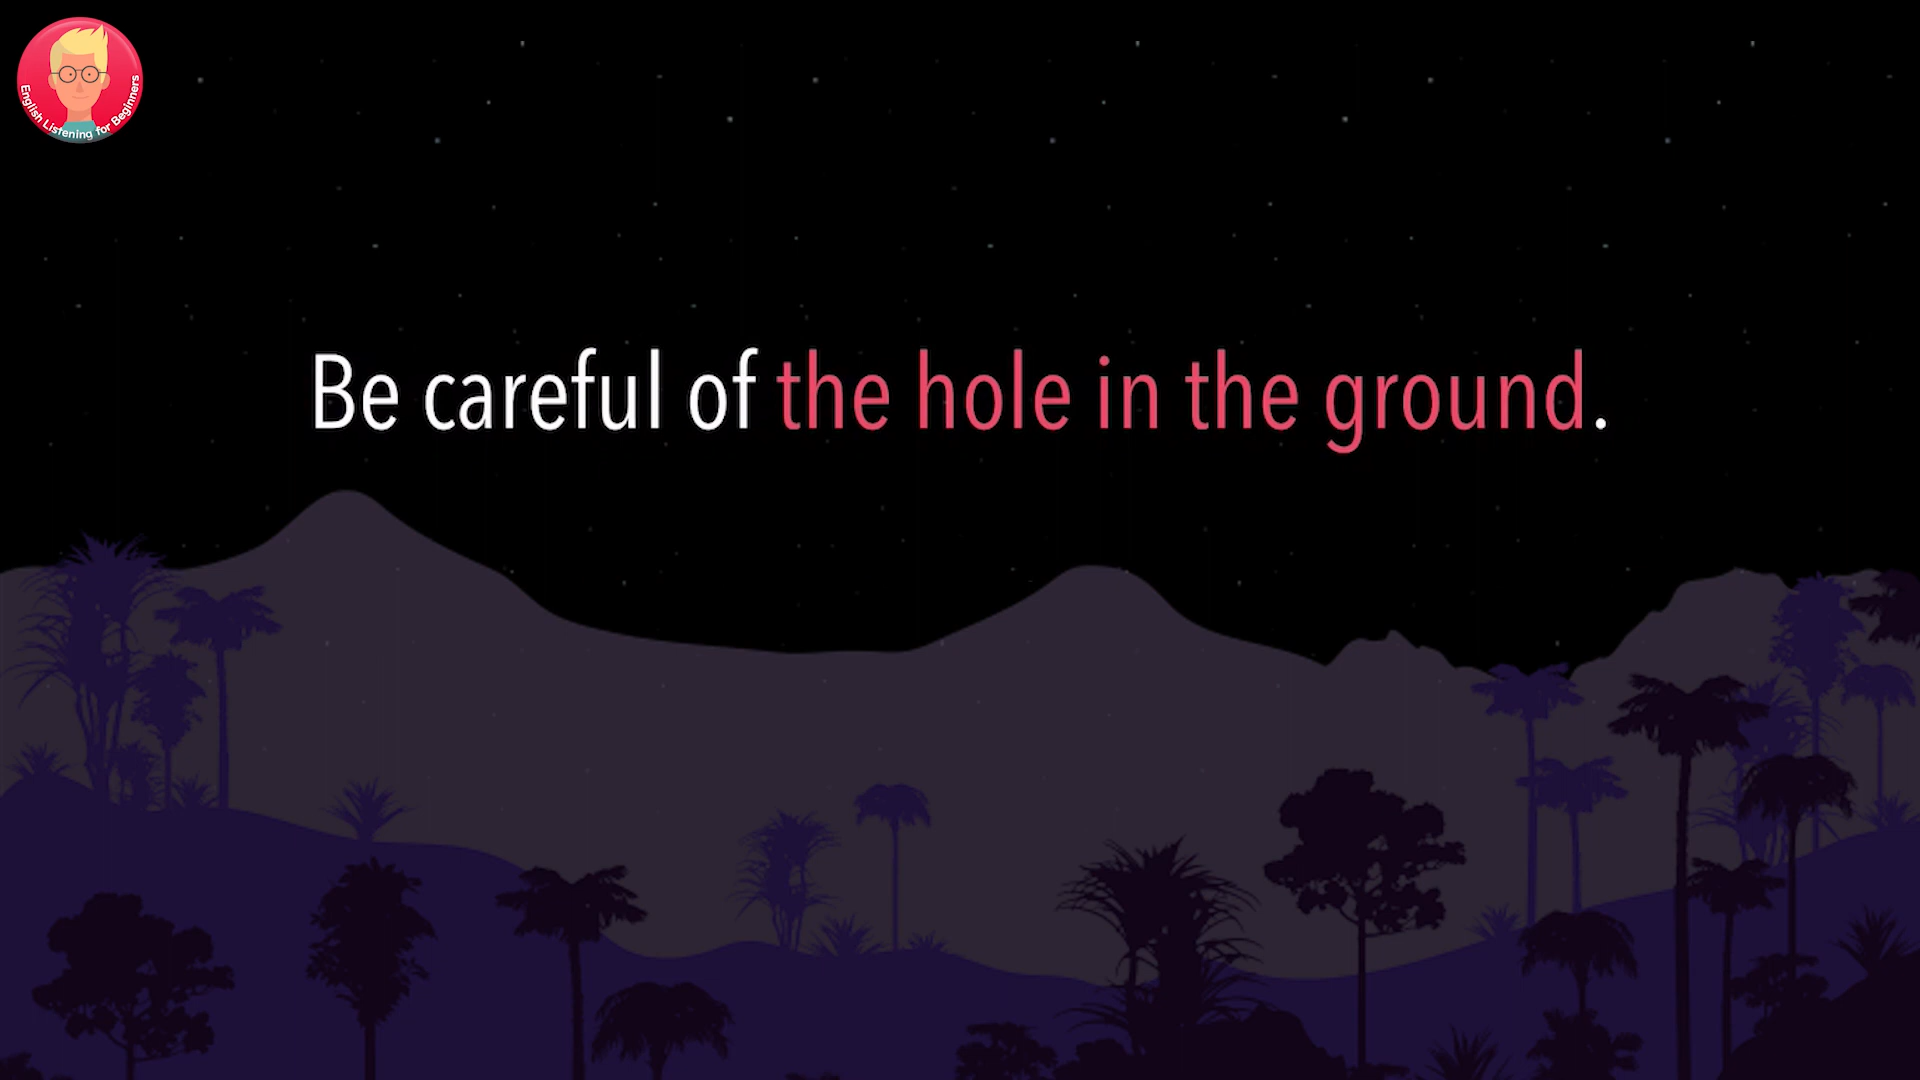 English Listening for Beginners
Be careful of the hole in the ground.